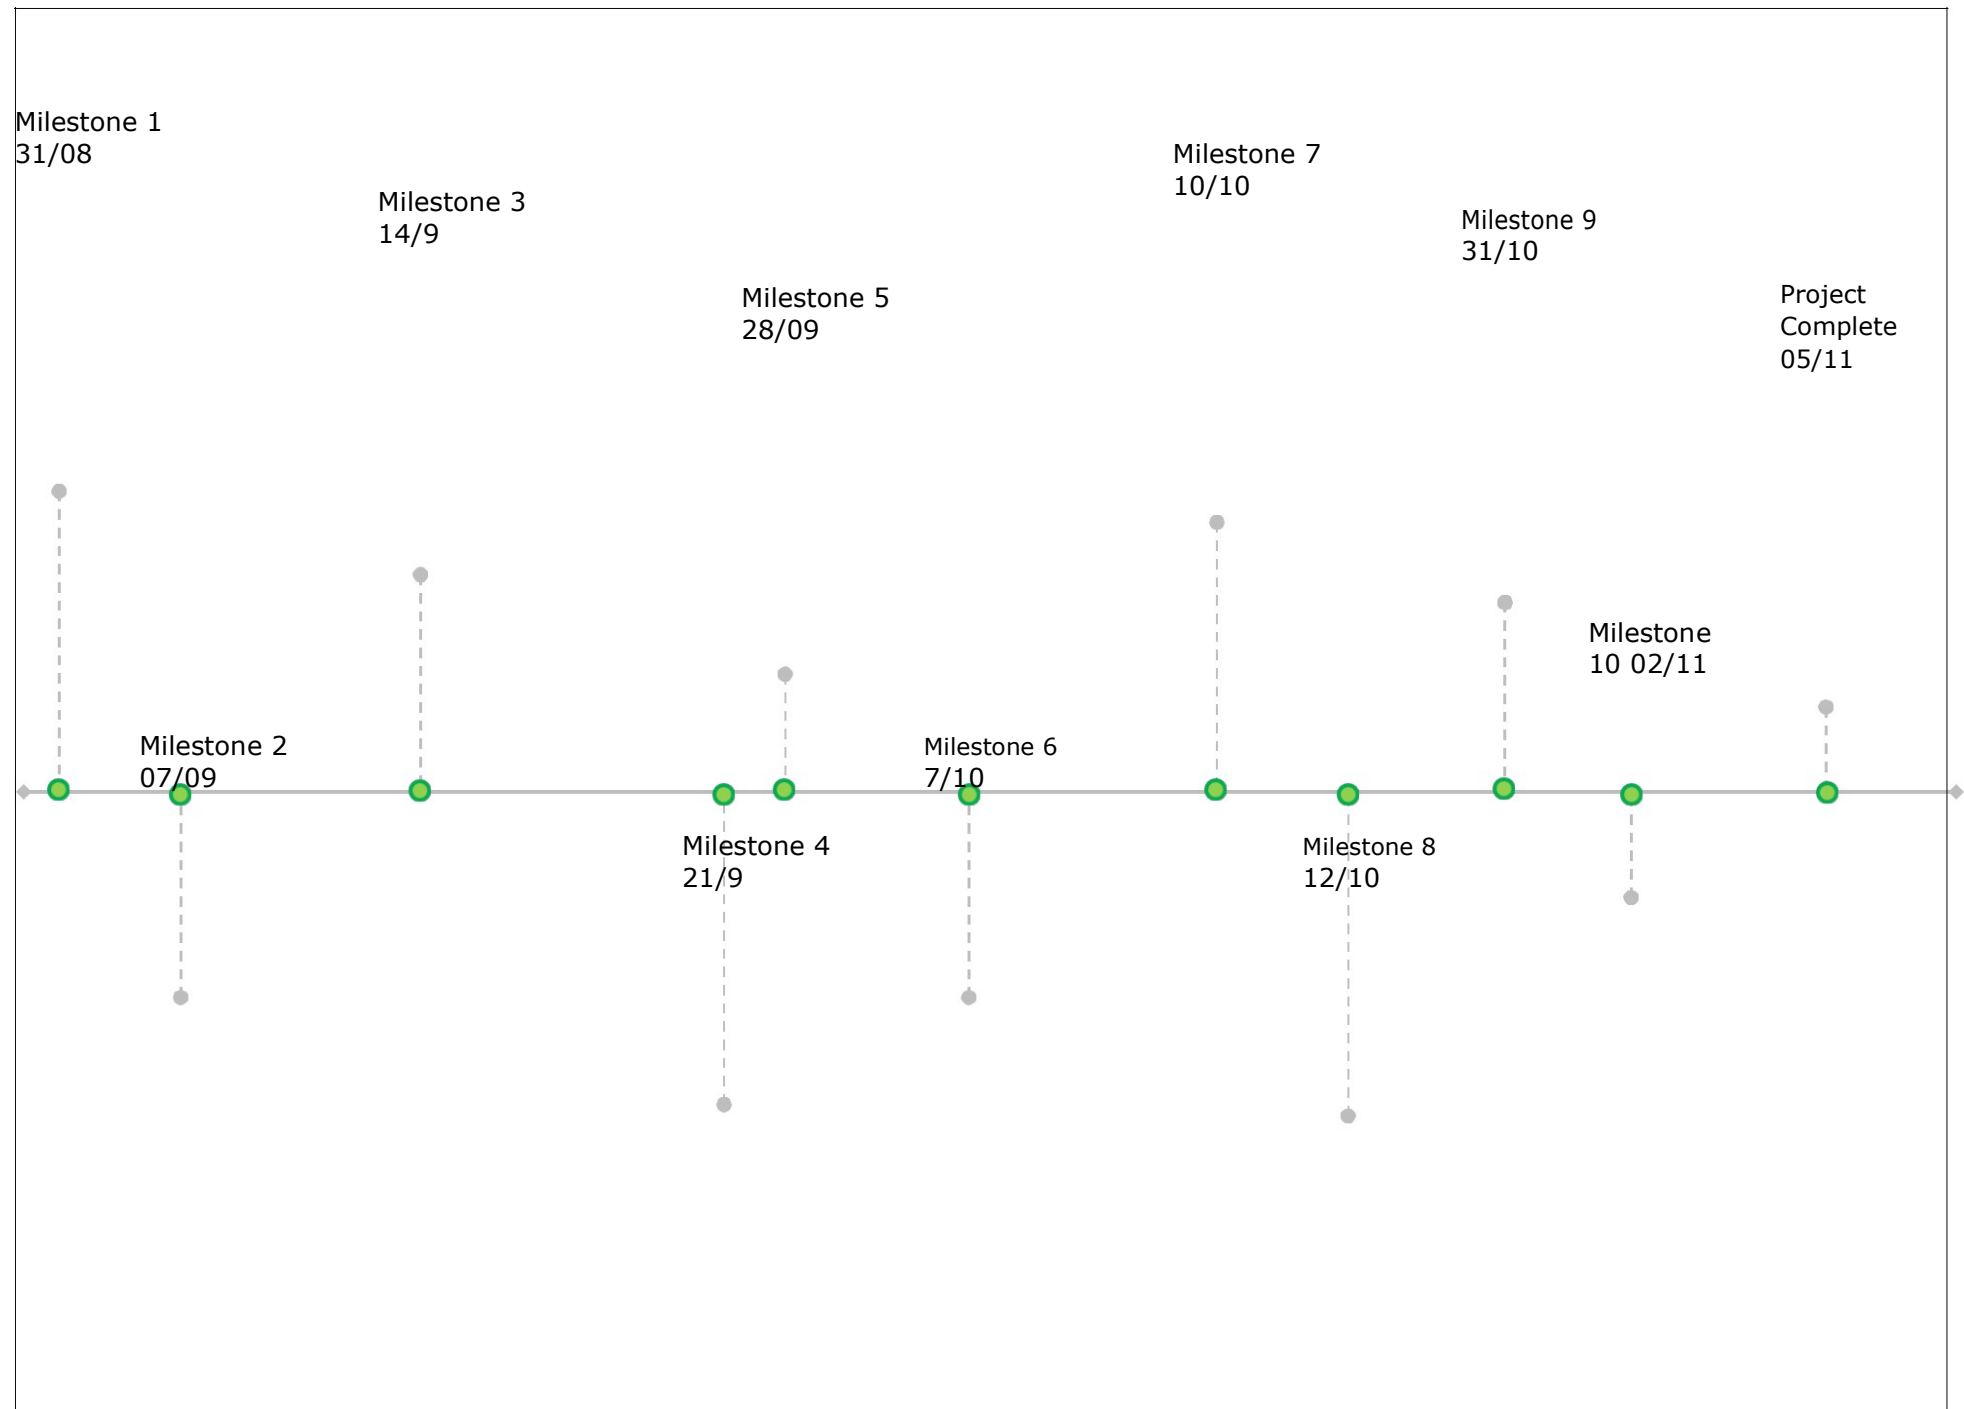 Milestone 1
31/08
Milestone 2
07/09
Milestone 3
14/9
Milestone 4
21/9
Milestone 5
28/09
Milestone 6
7/10
Milestone 7
10/10
Milestone 8
12/10
Milestone 9
31/10
Milestone
10 02/11
Project
Complete
05/11